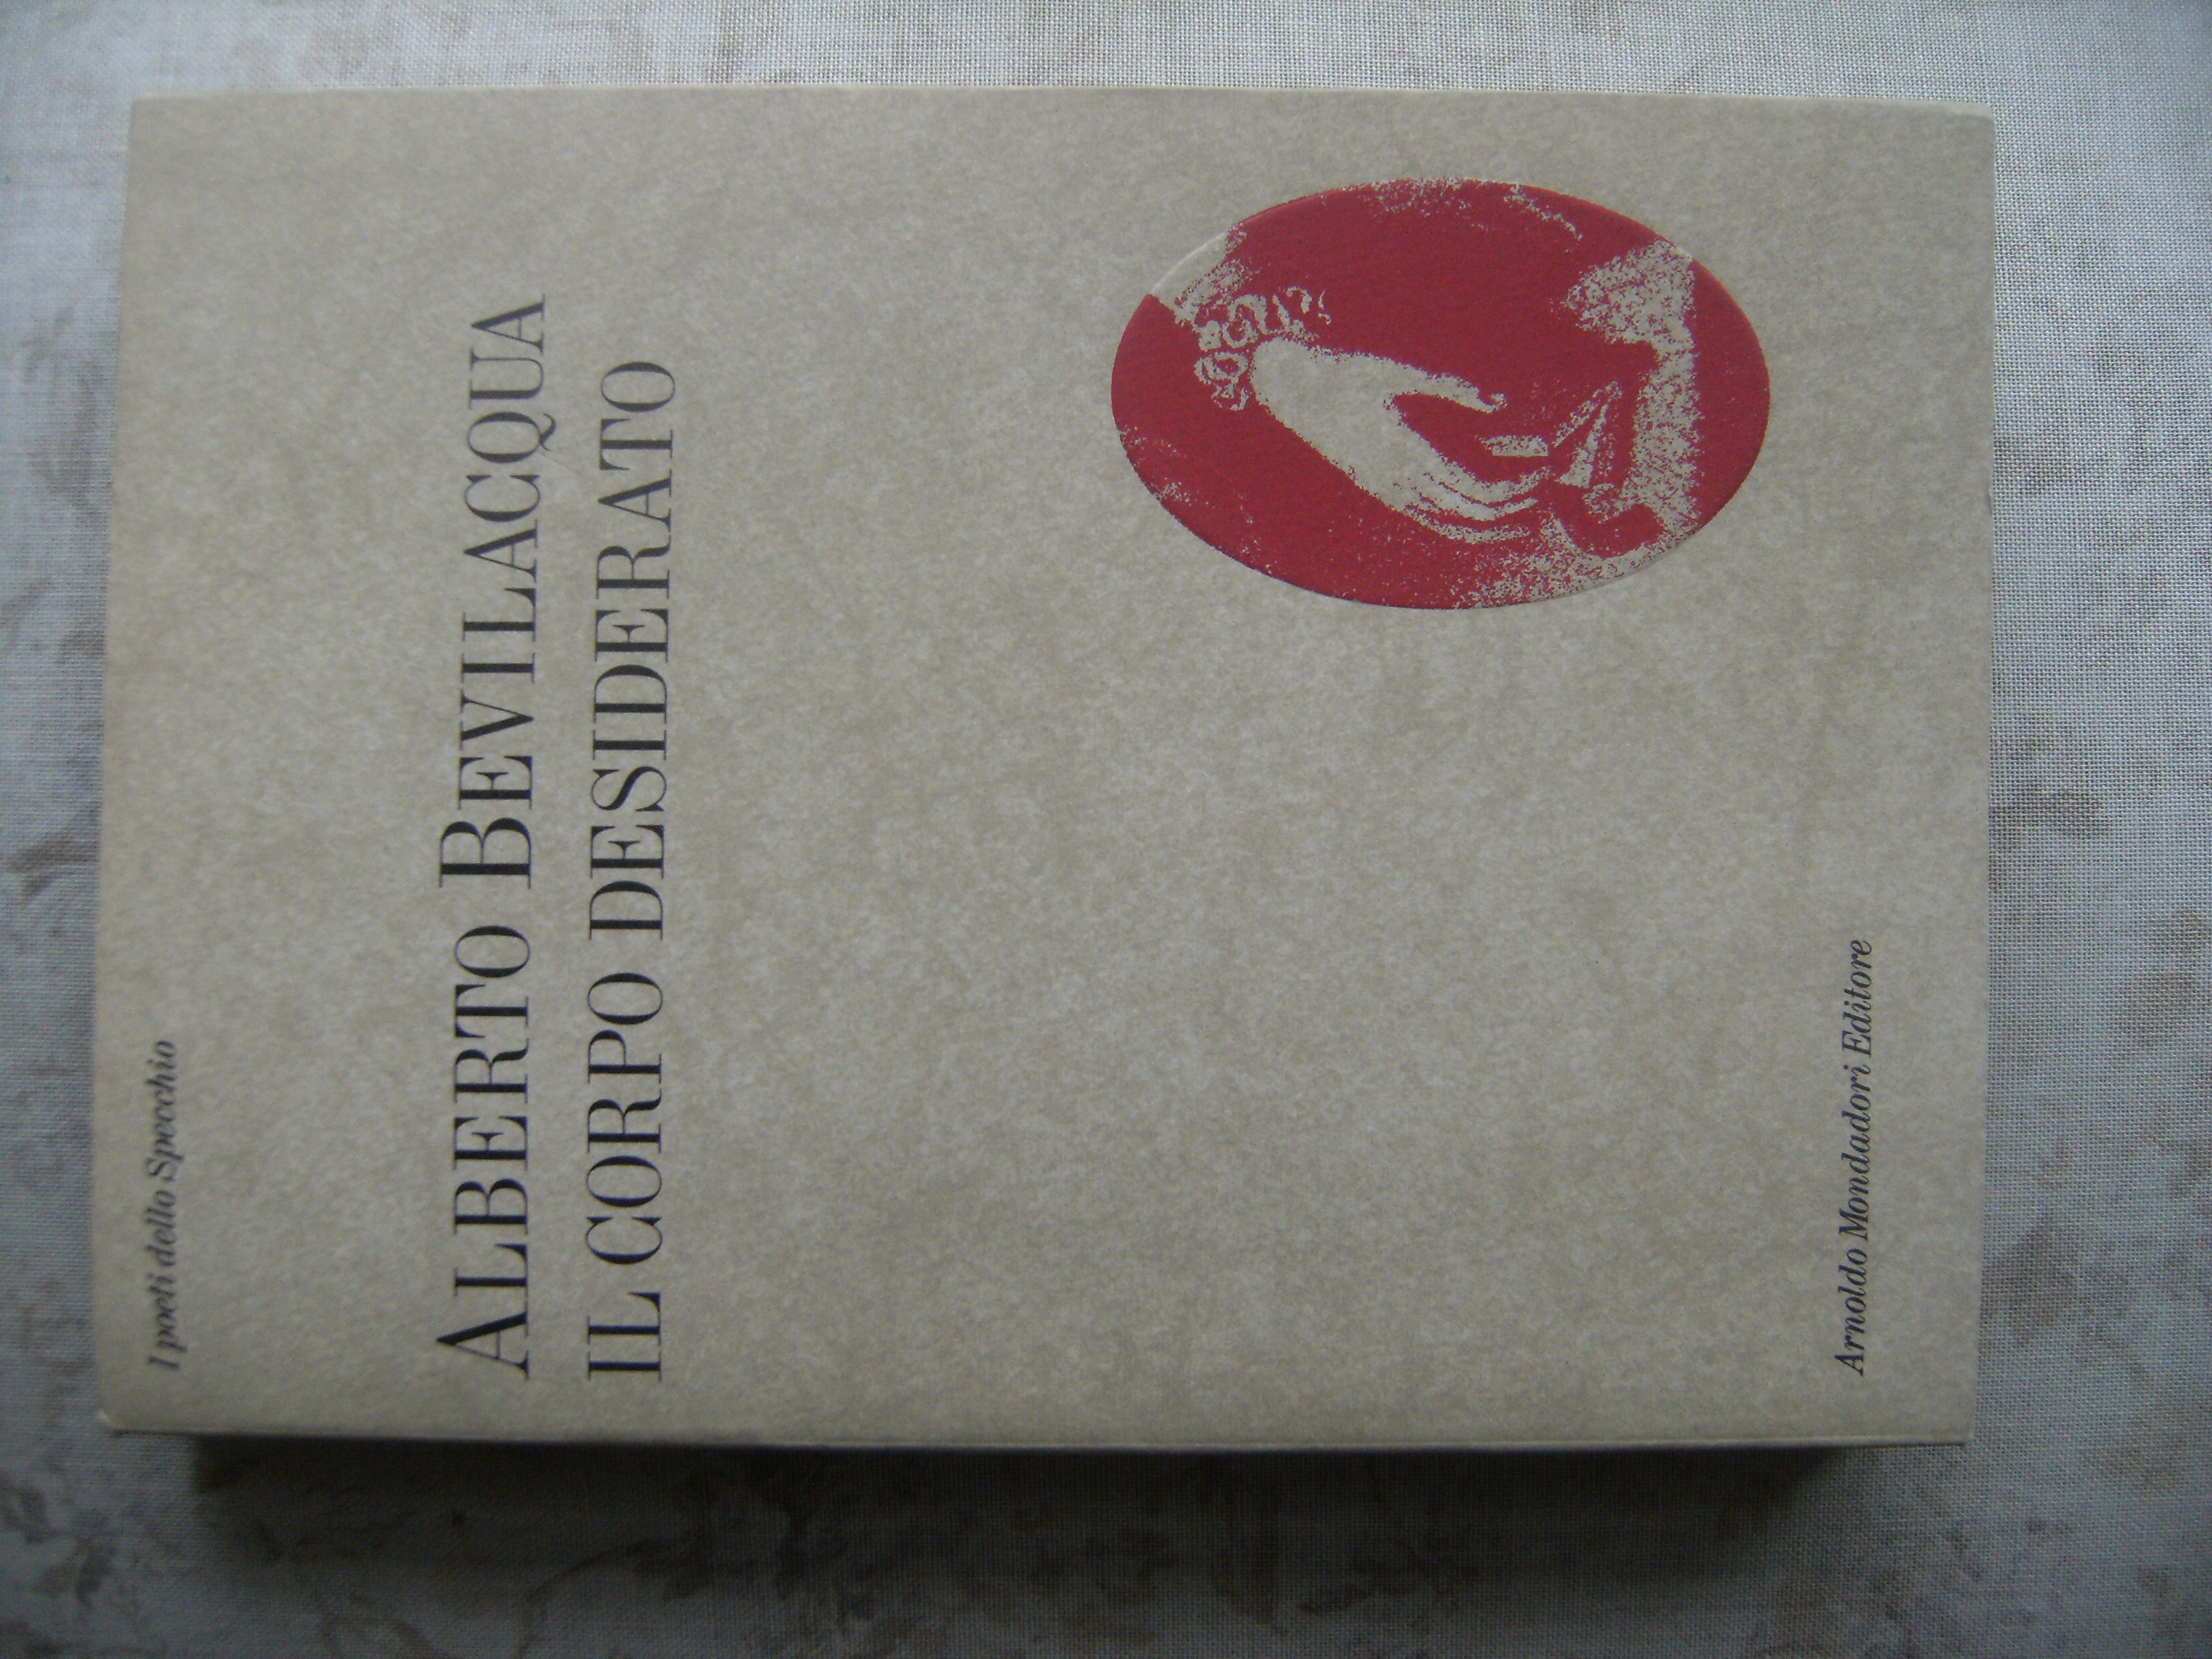 I poeti dello Specchio
ALBERTO BEVILACQUA
IL CORPO DESIDERATO
Arnoldo Mondadori Editore